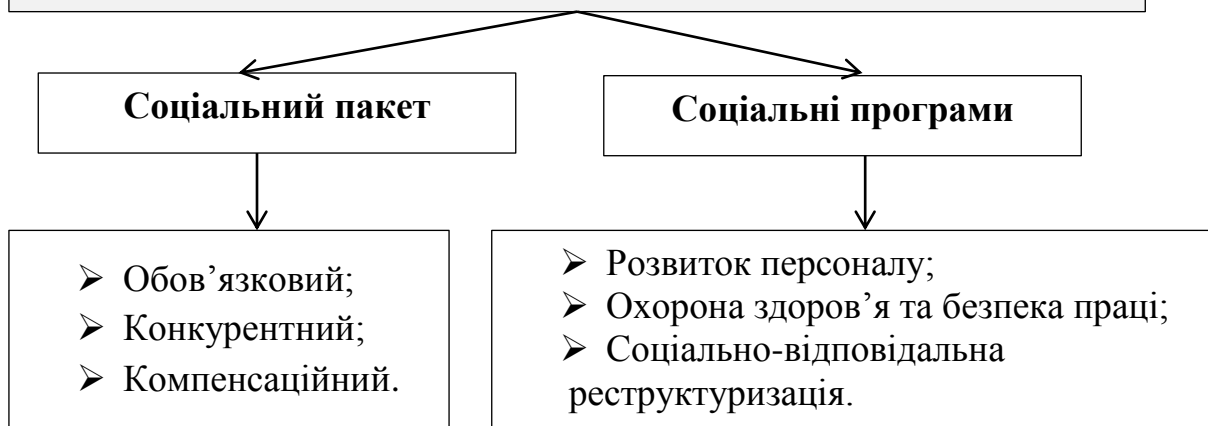 Соціальний пакет
Соціальні програми
➢ Обов’язковий;
➢ Конкурентний;
➢ Компенсаційний.
➢ Розвиток персоналу;
➢ Охорона здоров’я та безпека праці;
➢ Соціально-відповідальна
реструктуризація.